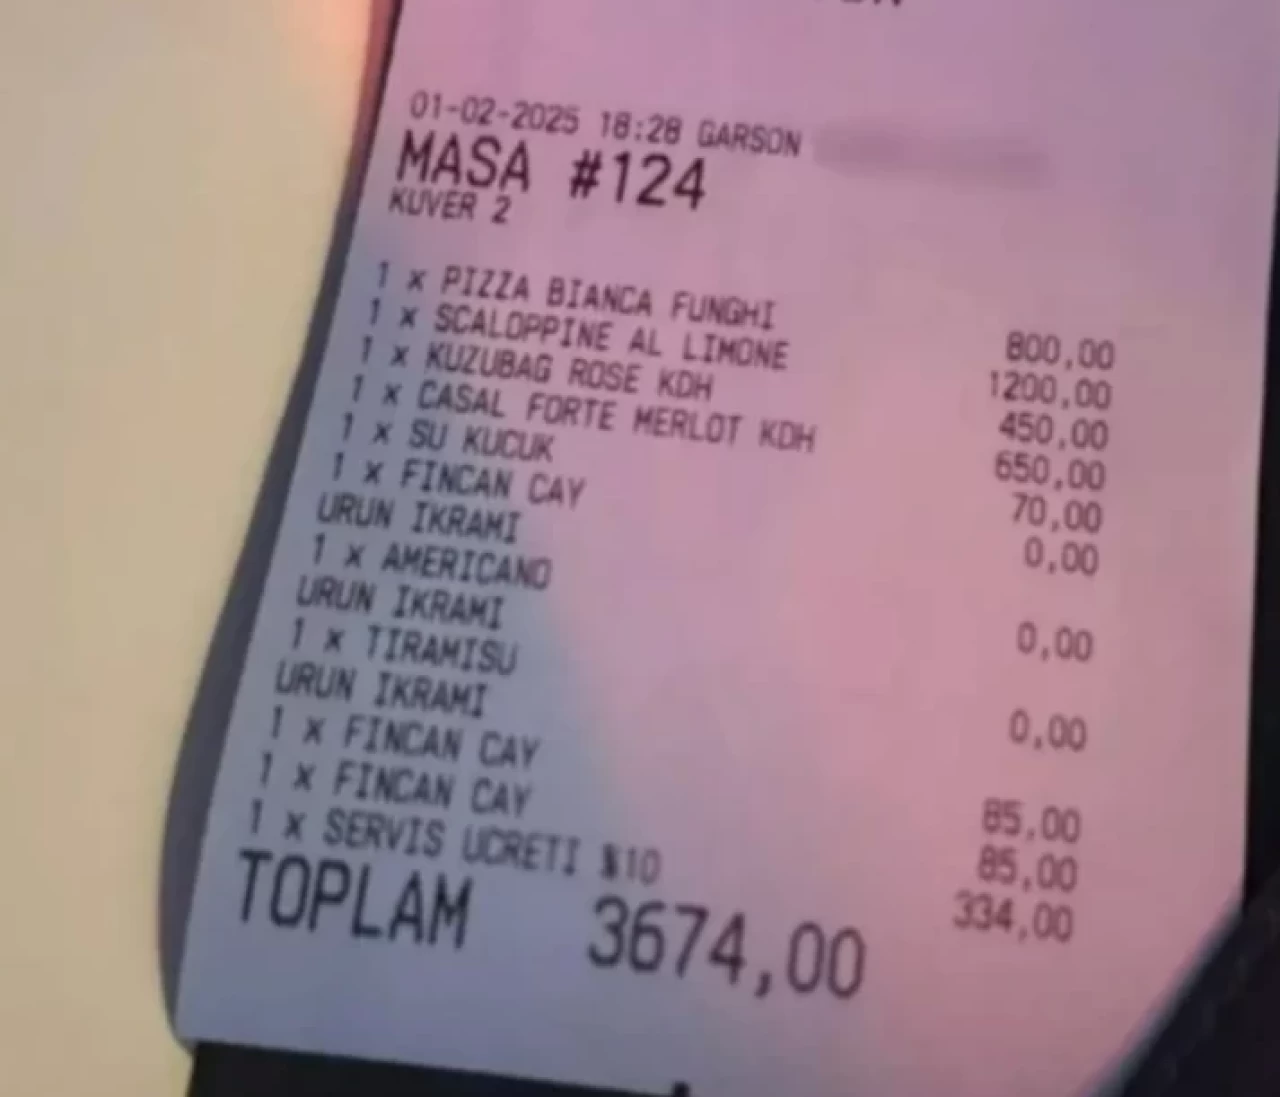 01-02-2025 18:28 GARSON
MASA #124
KUVER 2
1 x PIZZA BIANCA FUNGHI 800,00
1 x SCALOPPINE AL LIMONE 1200,00
1 x KUZUBAG ROSE KDH 450,00
1 x CASAL FORTE MERLOT KDH 650,00
1 x SU KUCUK 70,00
1 x FINCAN CAY 0,00
URUN IKRAMI
1 x AMERICANO 0,00
URUN IKRAMI
1 x TIRAMISU 0,00
URUN IKRAMI
1 x FINCAN CAY 85,00
1 x FINCAN CAY 85,00
1 x SERVIS UCRETI %10 334,00
TOPLAM 3674,00